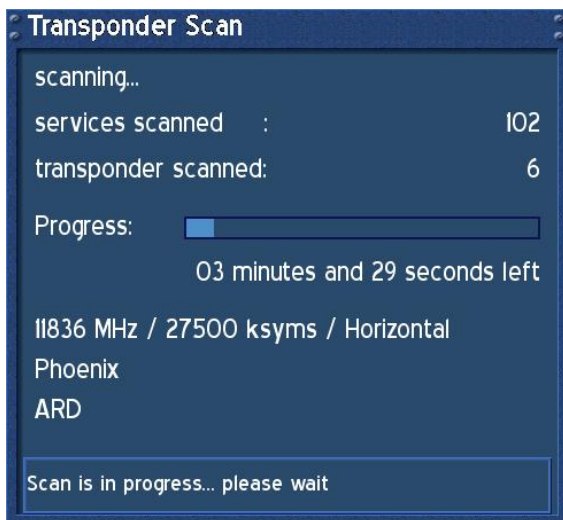 Transponder Scan
scanning...
services scanned : 102
transponder scanned: 6
Progress:
03 minutes and 29 seconds left
11836 MHz / 27500 ksyms / Horizontal
Phoenix
ARD
Scan is in progress... please wait